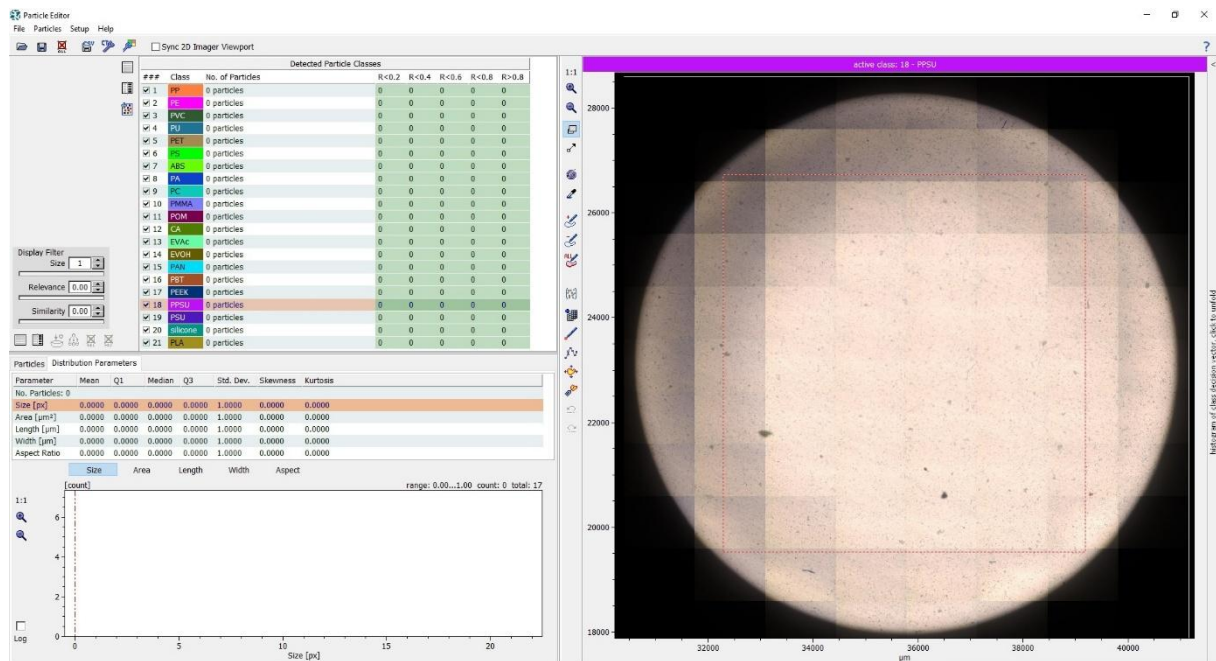 Particle Editor
File Particles Setup Help
Sync 2D Imager Viewport
?
Detected Particle Classes
### Class No. of Particles R<0.2 R<0.4 R<0.6 R<0.8 R>0.8
1 PP 0 particles 0 0 0 0 0
2 PE 0 particles 0 0 0 0 0
3 PVC 0 particles 0 0 0 0 0
4 PU 0 particles 0 0 0 0 0
5 PET 0 particles 0 0 0 0 0
6 PS 0 particles 0 0 0 0 0
7 ABS 0 particles 0 0 0 0 0
8 PA 0 particles 0 0 0 0 0
9 PC 0 particles 0 0 0 0 0
10 PMMA 0 particles 0 0 0 0 0
11 POM 0 particles 0 0 0 0 0
12 CA 0 particles 0 0 0 0 0
13 EVAc 0 particles 0 0 0 0 0
14 EVOH 0 particles 0 0 0 0 0
15 PAN 0 particles 0 0 0 0 0
16 PBT 0 particles 0 0 0 0 0
17 PEEK 0 particles 0 0 0 0 0
18 PPSU 0 particles 0 0 0 0 0
19 PSU 0 particles 0 0 0 0 0
20 silicone 0 particles 0 0 0 0 0
21 PLA 0 particles 0 0 0 0 0
Display Filter
Size 1
Relevance 0.00
Similarity 0.00
Particles Distribution Parameters
Parameter Mean Q1 Median Q3 Std. Dev. Skewness Kurtosis
No. Particles: 0
Size [px] 0.0000 0.0000 0.0000 0.0000 1.0000 0.0000 0.0000
Area [µm²] 0.0000 0.0000 0.0000 0.0000 1.0000 0.0000 0.0000
Length [µm] 0.0000 0.0000 0.0000 0.0000 1.0000 0.0000 0.0000
Width [µm] 0.0000 0.0000 0.0000 0.0000 1.0000 0.0000 0.0000
Aspect Ratio 0.0000 0.0000 0.0000 0.0000 1.0000 0.0000 0.0000
Size Area Length Width Aspect
[count] range: 0.00...1.00 count: 0 total: 17
1:1
6
4
2
0
Log
0 5 10 15 20
Size [px]
1:1
active class: 18 - PPSU
28000
26000
24000
22000
20000
18000
32000 34000 36000 38000 40000
µm
histogram of class decision vector, click to unfold